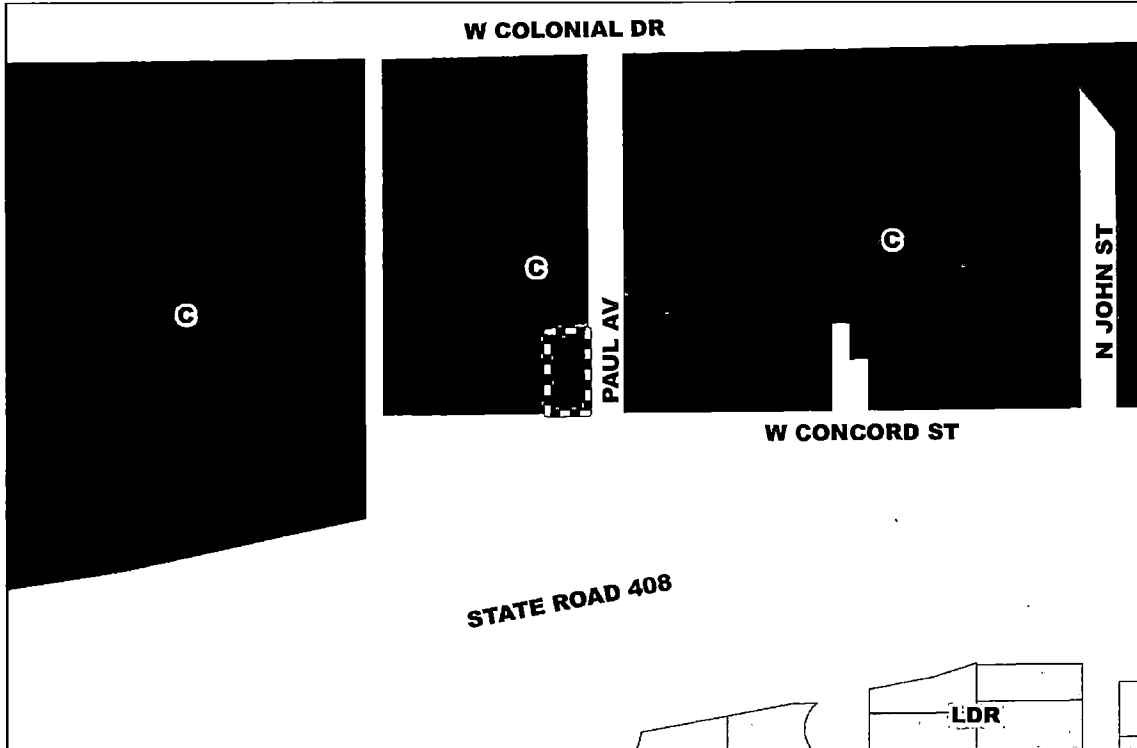 W COLONIAL DR
C
C
C
PAUL AV
N JOHN ST
W CONCORD ST
STATE ROAD 408
LDR